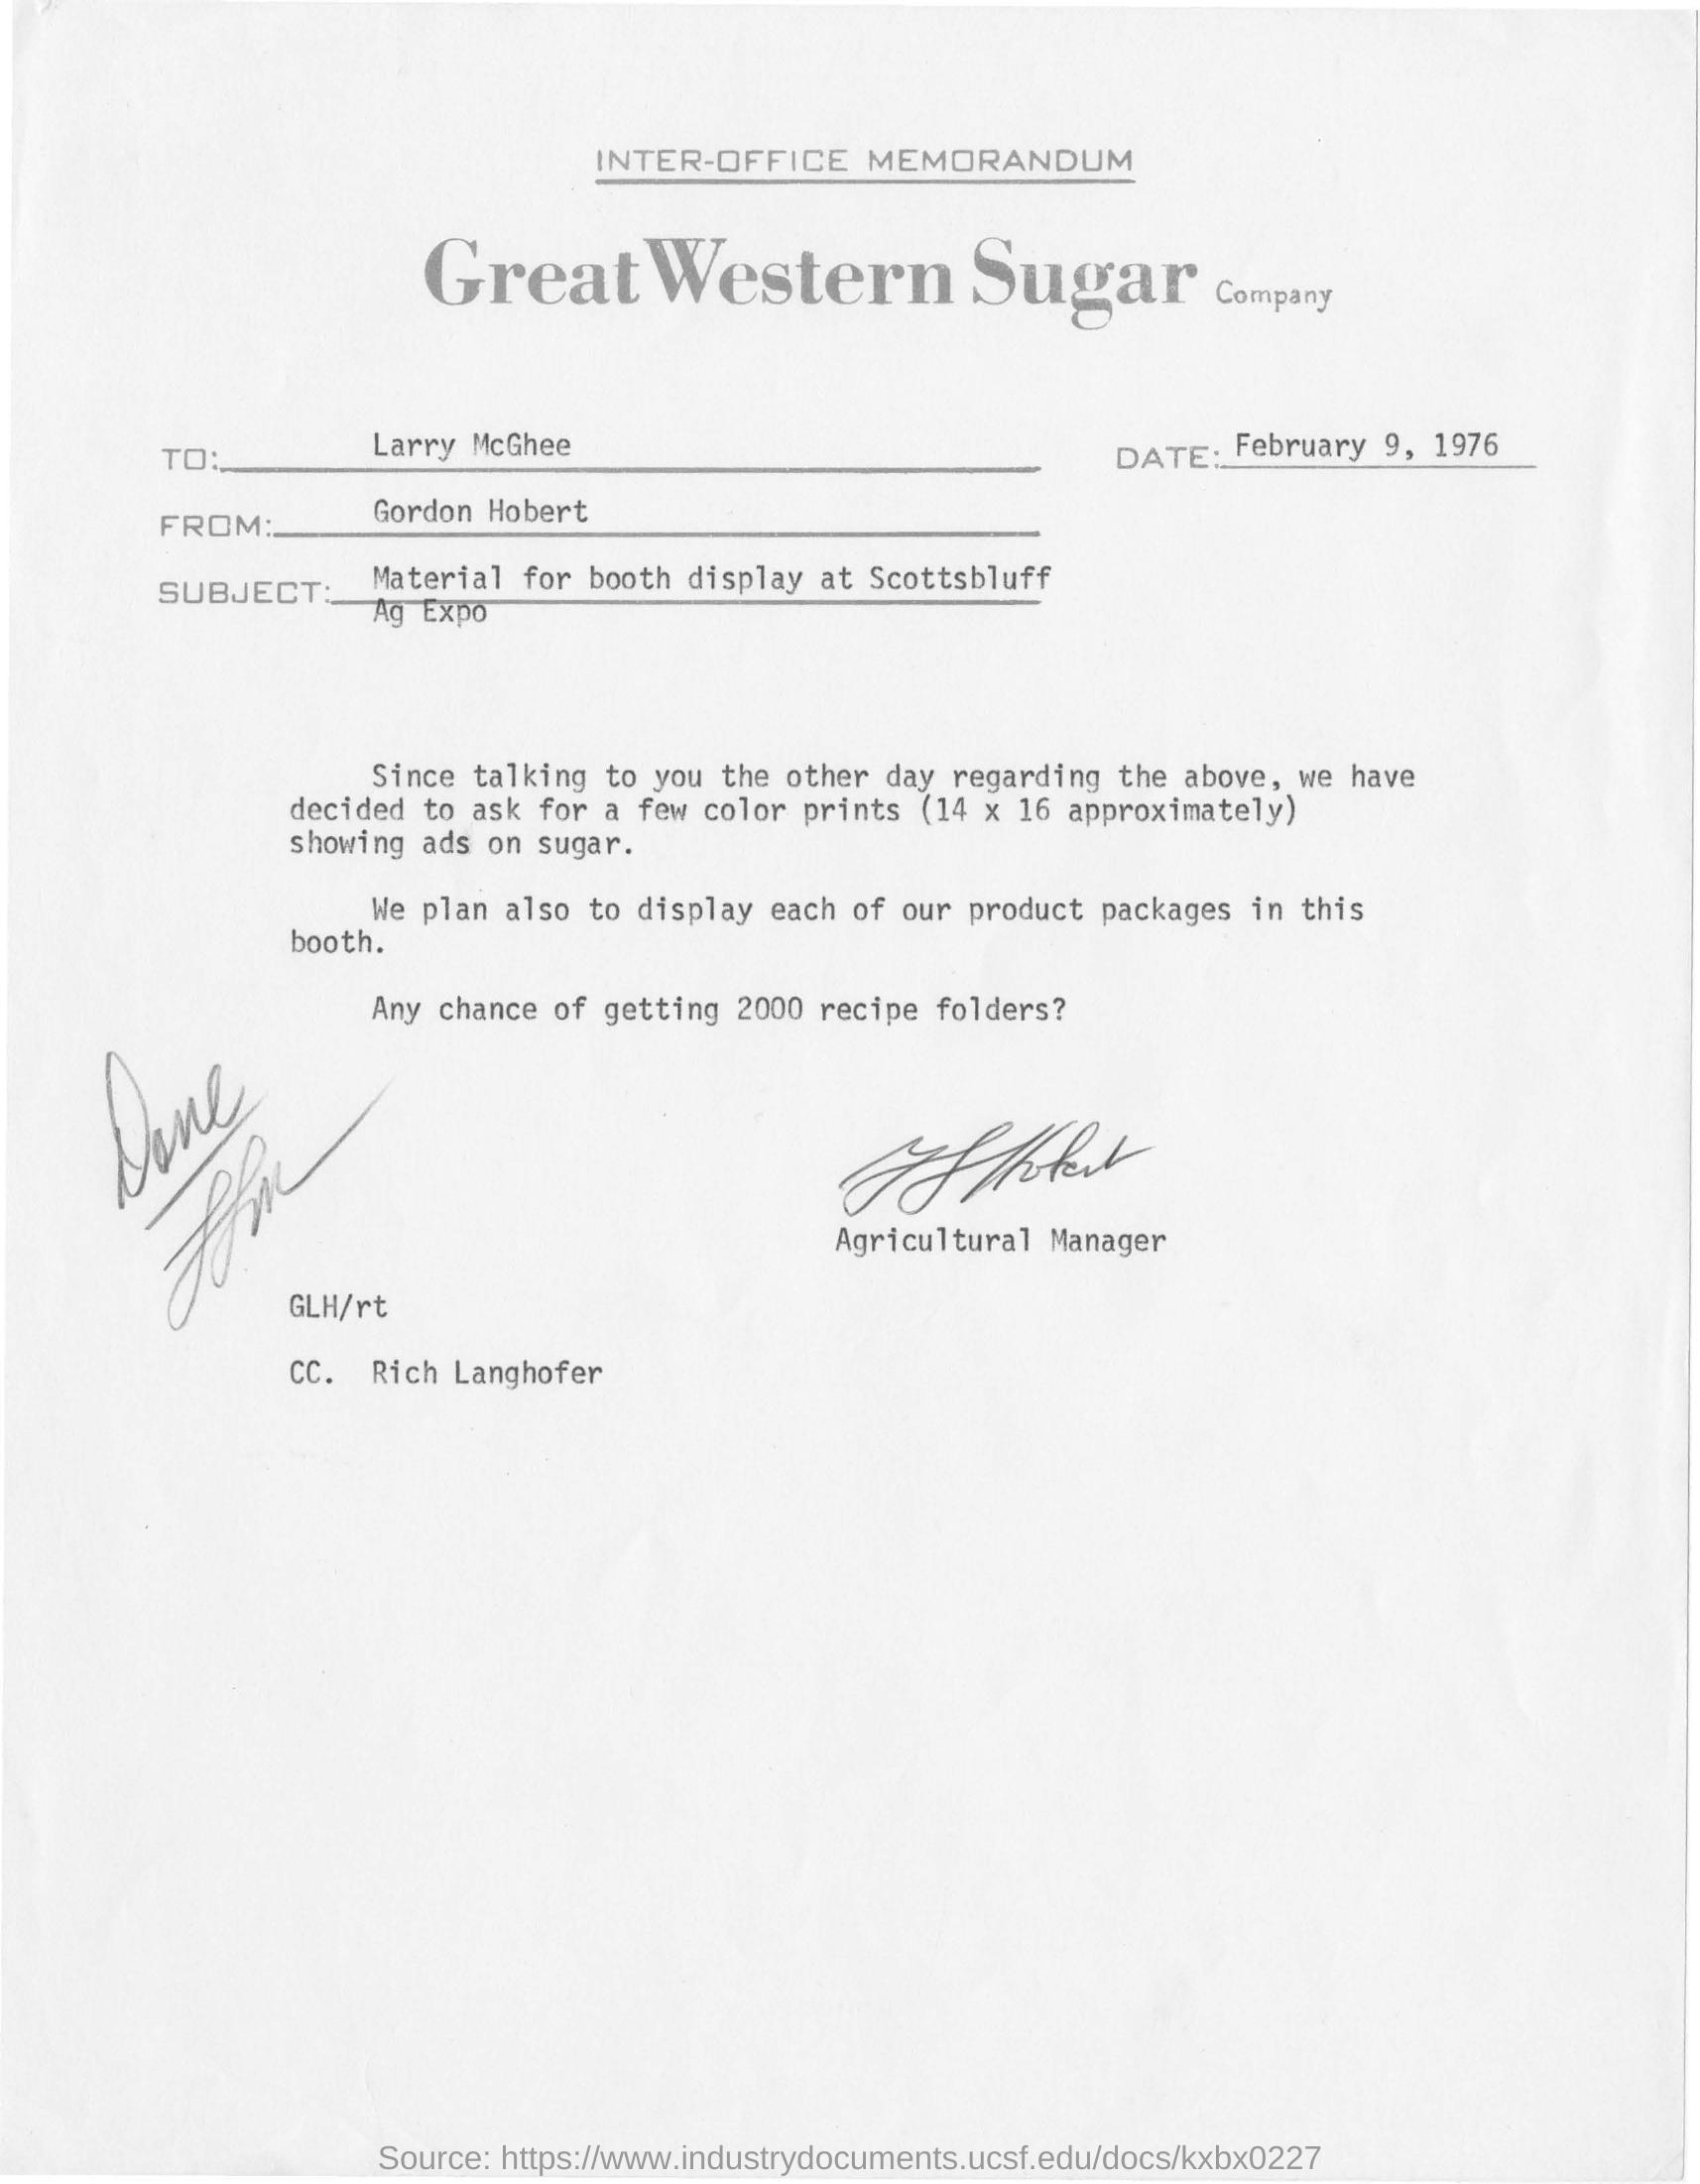 INTER-OFFICE MEMORANDUM
Great Western Sugar Company
TO: Larry McGhee
DATE: February 9, 1976
FROM: Gordon Hobert
SUBJECT: Material for booth display at Scottsbluff
Ag Expo
Since talking to you the other day regarding the above, we have
decided to ask for a few color prints (14 x 16 approximately)
showing ads on sugar.
We plan also to display each of our product packages in this
booth.
Any chance of getting 2000 recipe folders?
Done
Hobert
Agricultural Manager
GLH/rt
CC. Rich Langhofer
Source: https://www.industrydocuments.ucsf.edu/docs/kxbx0227